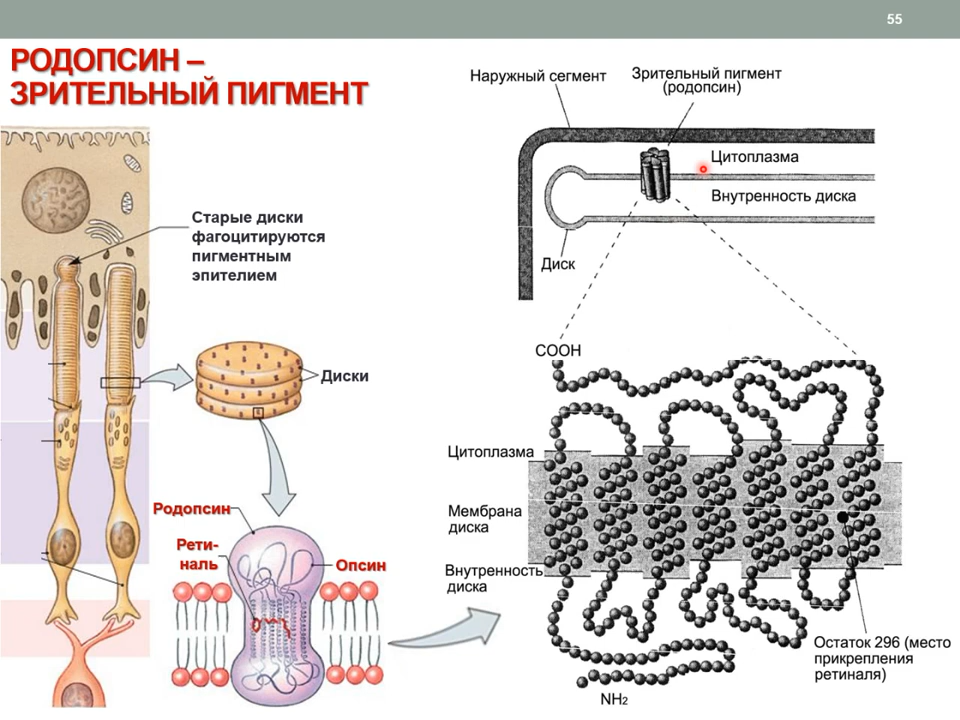 55
РОДОПСИН –
ЗРИТЕЛЬНЫЙ ПИГМЕНТ
Наружный сегмент
Зрительный пигмент
(родопсин)
Цитоплазма
Внутренность диска
Диск
Старые диски
фагоцитируются
пигментным
эпителием
Диски
Родопсин
Рети-
наль
Опсин
COOH
Цитоплазма
Мембрана
диска
Внутренность
диска
Остаток 296 (место
прикрепления
ретиналя)
NH2